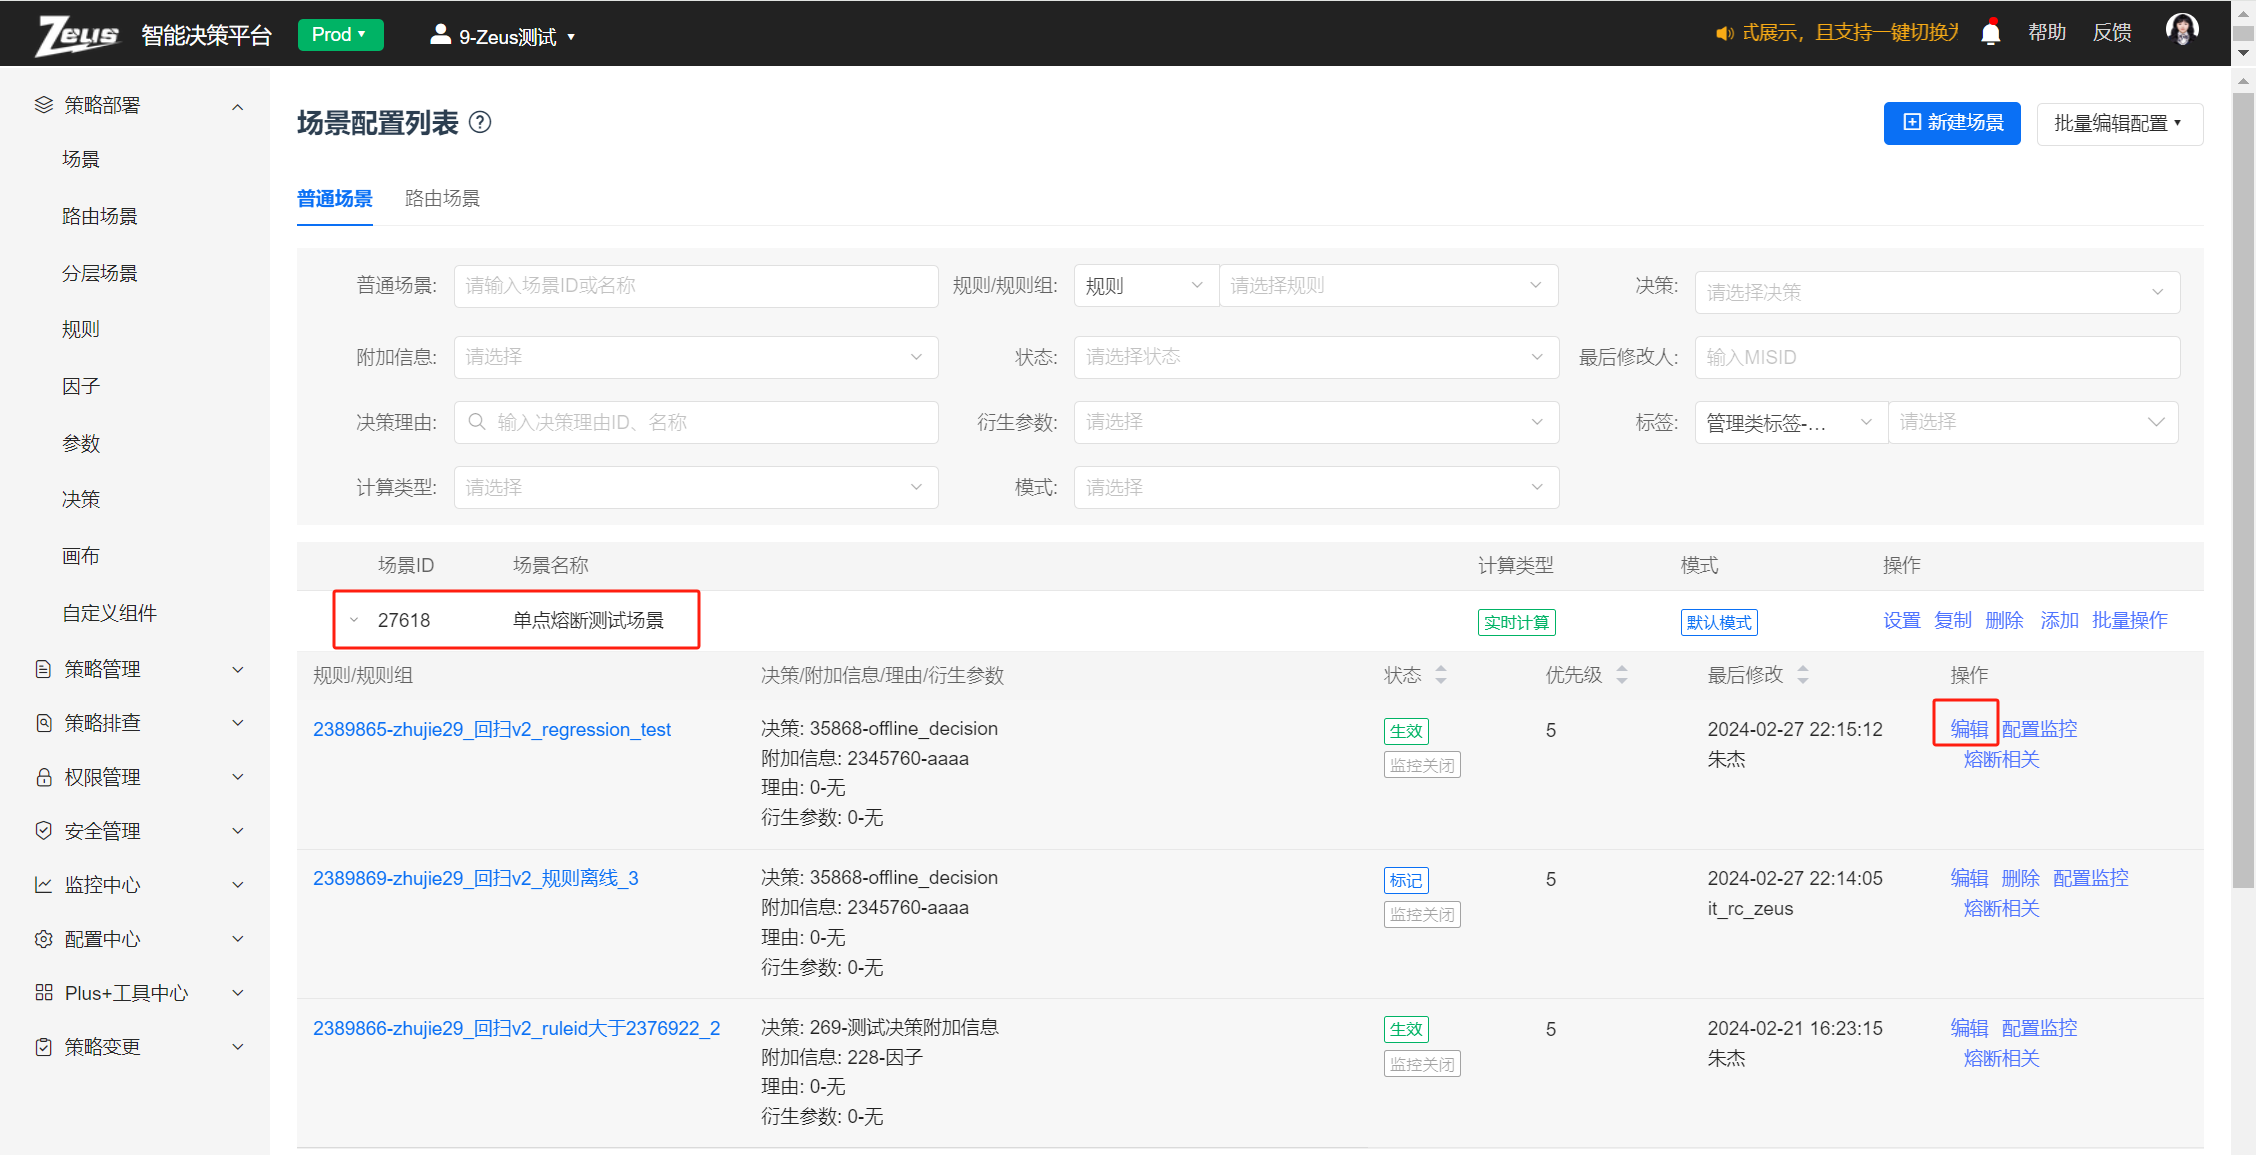 Zeus 智能决策平台 Prod 9-Zeus测试 式展示，且支持一键切换为 帮助 反馈
策略部署
场景
路由场景
分层场景
规则
因子
参数
决策
画布
自定义组件
策略管理
策略排查
权限管理
安全管理
监控中心
配置中心
Plus+工具中心
策略变更
场景配置列表 新建场景 批量编辑配置
普通场景 路由场景
普通场景: 请输入场景ID或名称 规则/规则组: 规则 请选择规则 决策: 请选择决策
附加信息: 请选择 状态: 请选择状态 最后修改人: 输入MISID
决策理由: 输入决策理由ID、名称 衍生参数: 请选择 标签: 管理类标签-... 请选择
计算类型: 请选择 模式: 请选择
场景ID 场景名称 计算类型 模式 操作
27618 单点熔断测试场景 实时计算 默认模式 设置 复制 删除 添加 批量操作
规则/规则组 决策/附加信息/理由/衍生参数 状态 优先级 最后修改 操作
2389865-zhujie29_回扫v2_regression_test 决策: 35868-offline_decision 生效 5 2024-02-27 22:15:12 编辑 配置监控
附加信息: 2345760-aaaa 监控关闭 朱杰 熔断相关
理由: 0-无
衍生参数: 0-无
2389869-zhujie29_回扫v2_规则离线_3 决策: 35868-offline_decision 标记 5 2024-02-27 22:14:05 编辑 删除 配置监控
附加信息: 2345760-aaaa 监控关闭 it_rc_zeus 熔断相关
理由: 0-无
衍生参数: 0-无
2389866-zhujie29_回扫v2_ruleid大于2376922_2 决策: 269-测试决策附加信息 生效 5 2024-02-21 16:23:15 编辑 配置监控
附加信息: 228-因子 监控关闭 朱杰 熔断相关
理由: 0-无
衍生参数: 0-无